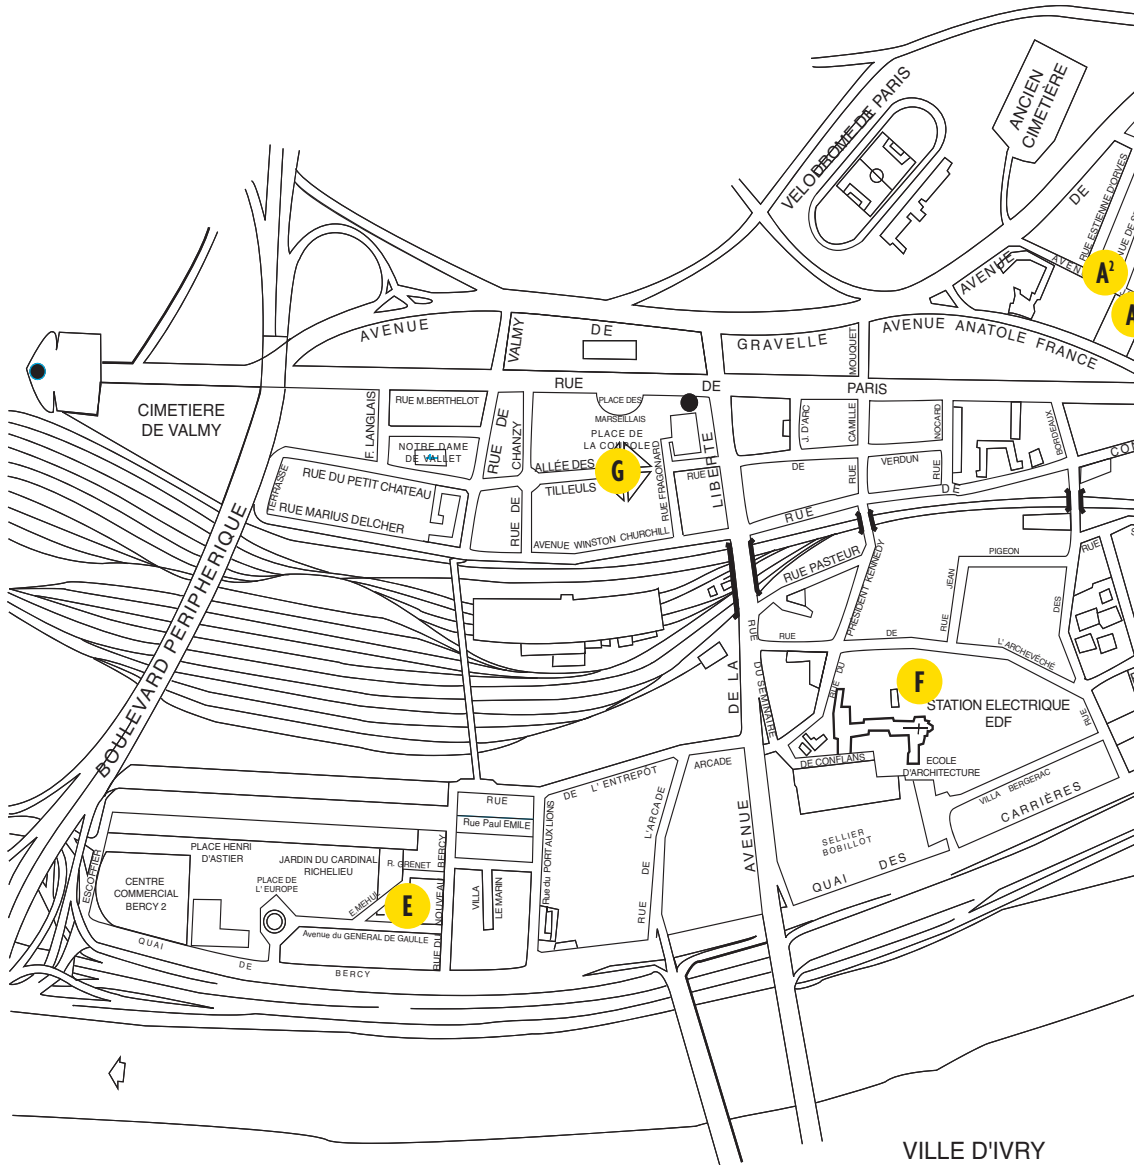 VELODROME DE PARIS
ANCIEN
CIMETIÈRE
DE
RUE ESTIENNE D'ORVES
AVENUE
A²
A
AVENUE
DE
GRAVELLE
AVENUE ANATOLE FRANCE
VALMY
MOUQUET
RUE
DE
PARIS
CIMETIERE
DE VALMY
F. LANGLAIS
RUE M.BERTHELOT
RUE DE
CHANZY
PLACE DES
MARSEILLAIS
PLACE DE
LA COUPOLE
NOTRE DAME
DE VALLET
ALLÉE DES
TILLEULS
G
RUE FRAGONARD
RUE
LIBERTE
J. D'ARC
CAMILLE
RUE
NOCARD
RUE
BORDEAUX
DE
VERDUN
RUE
DE
TERRASSE
RUE DU PETIT CHATEAU
RUE MARIUS DELCHER
RUE DE
AVENUE WINSTON CHURCHILL
BOULEVARD PERIPHERIQUE
RUE PASTEUR
PRÉSIDENT KENNEDY
RUE DU
PIGEON
JEAN
RUE
DES
RUE
RUE
DE
L' ARCHEVÊCHÉ
RUE
RUE
DU SEMINAIRE
DE LA
AVENUE
F
STATION ELECTRIQUE
EDF
ECOLE
D'ARCHITECTURE
DE CONFLANS
VILLA BERGERAC
SELLIER
BOBILLOT
QUAI DES
CARRIÈRES
ARCADE
DE L' ENTREPÔT
RUE
Rue Paul EMILE
Rue du PORT AUX LIONS
RUE DE L'ARCADE
VILLA
LE MARIN
RUE DU NOUVEAU BERCY
R. GRENET
E.MEHUL
E
PLACE HENRI
D'ASTIER
JARDIN DU CARDINAL
RICHELIEU
PLACE DE
L' EUROPE
ESCOFFIER
CENTRE
COMMERCIAL
BERCY 2
Avenue du GENERAL DE GAULLE
QUAI
DE
BERCY
VILLE D'IVRY